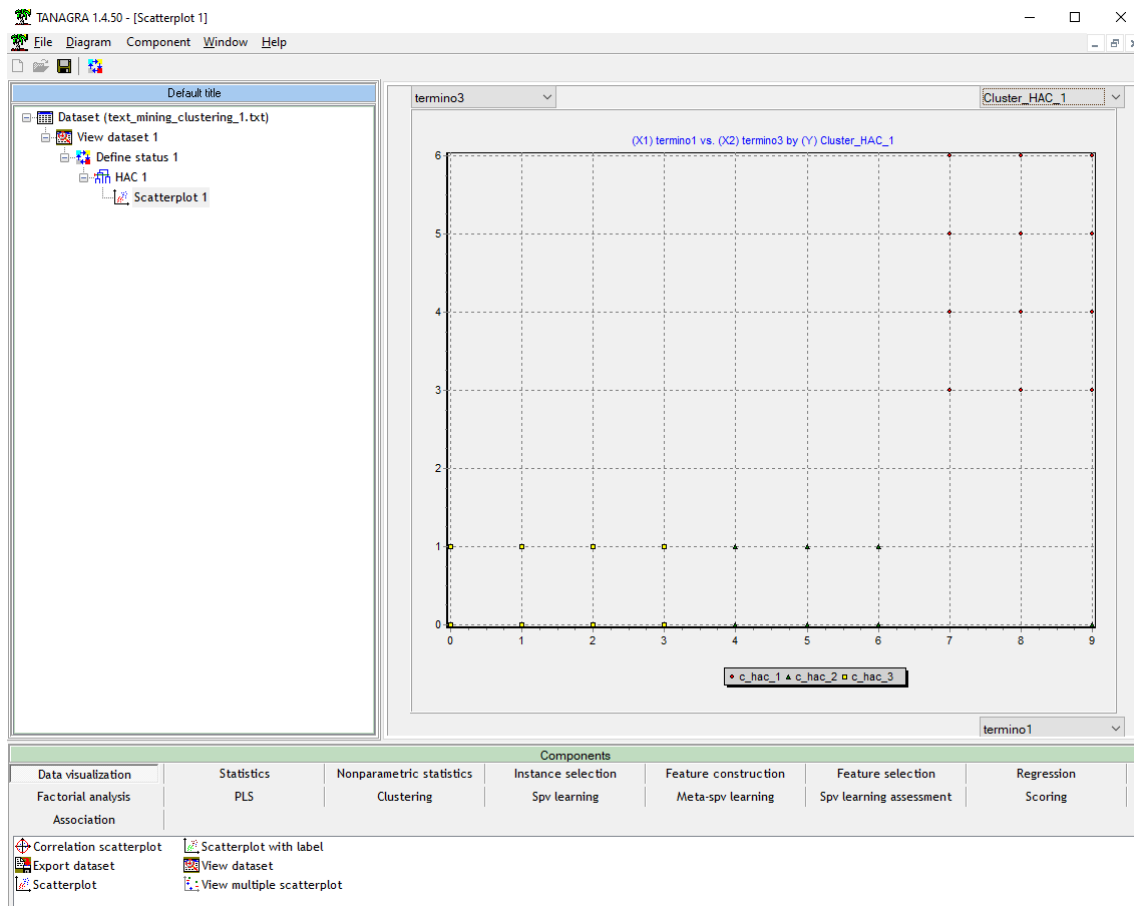 TANAGRA 1.4.50 - [Scatterplot 1]
File Diagram Component Window Help
Default title
Dataset (text_mining_clustering_1.txt)
View dataset 1
Define status 1
HAC 1
Scatterplot 1
termino3
Cluster_HAC_1
(X1) termino1 vs. (X2) termino3 by (Y) Cluster_HAC_1
6
5
4
3
2
1
0
0 1 2 3 4 5 6 7 8 9
c_hac_1 c_hac_2 c_hac_3
termino1
Components
Data visualization Statistics Nonparametric statistics Instance selection Feature construction Feature selection Regression
Factorial analysis PLS Clustering Spv learning Meta-spv learning Spv learning assessment Scoring
Association
Correlation scatterplot Scatterplot with label
Export dataset View dataset
Scatterplot View multiple scatterplot